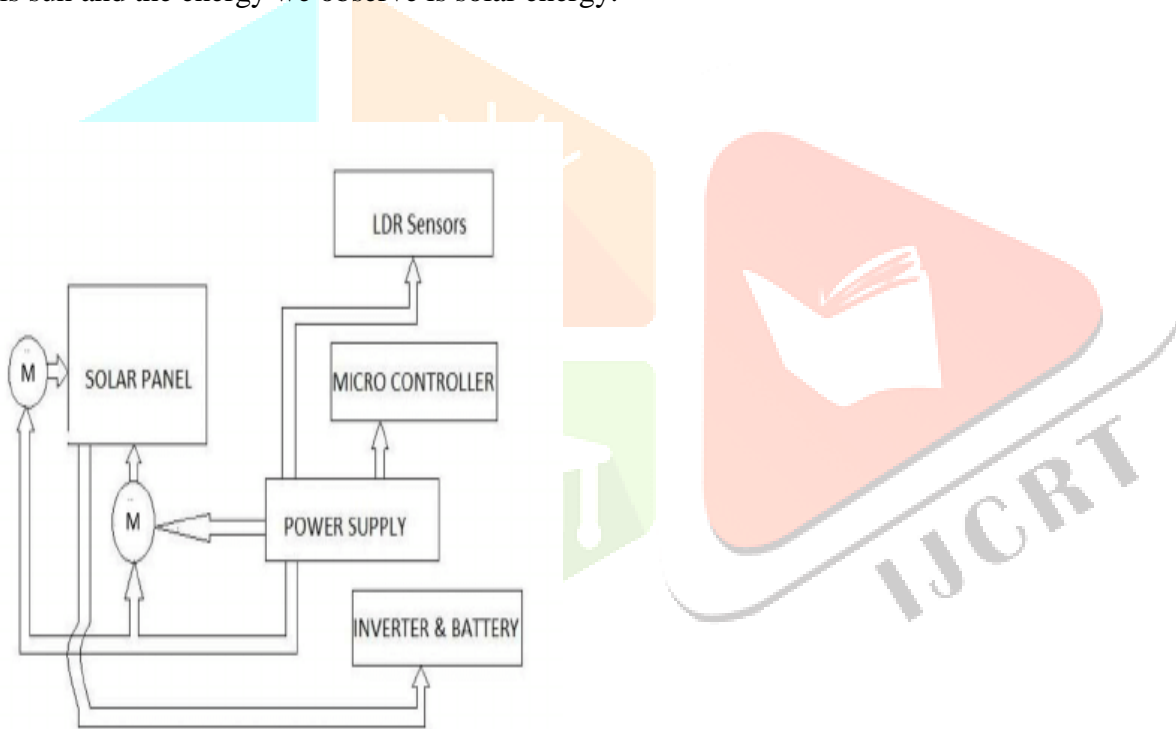 is sun and the energy we observe is solar energy.
LDR Sensors
M
SOLAR PANEL
MICRO CONTROLLER
M
POWER SUPPLY
INVERTER & BATTERY
IJCRT